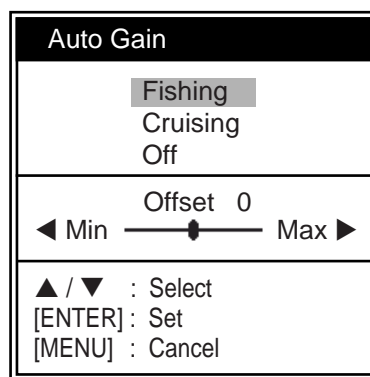 Auto Gain
Fishing
Cruising
Off
Offset 0
◀ Min Max ▶
▲ / ▼ : Select
[ENTER] : Set
[MENU] : Cancel